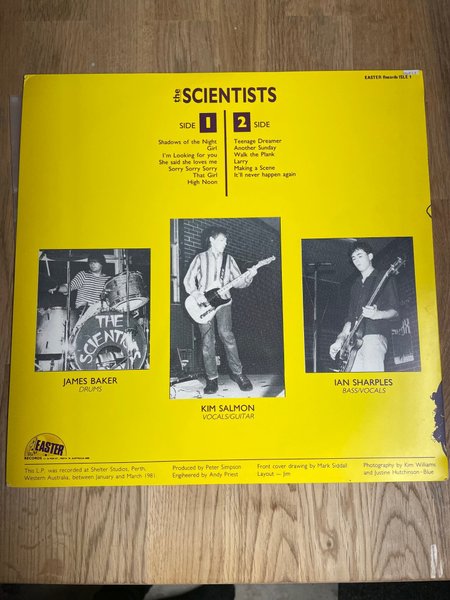 EASTER Records ISLE 1
the SCIENTISTS
SIDE 1 2 SIDE
Shadows of the Night
Girl
I'm Looking for you
She said she loves me
Sorry Sorry Sorry
That Girl
High Noon
Teenage Dreamer
Another Sunday
Walk the Plank
Larry
Making a Scene
It'll never happen again
THE
SCIENTISTS
JAMES BAKER
DRUMS
KIM SALMON
VOCALS/GUITAR
IAN SHARPLES
BASS/VOCALS
EASTER
RECORDS
This L.P. was recorded at Shelter Studios, Perth,
Western Australia, between January and March 1981.
Produced by Peter Simpson
Engineered by Andy Priest
Front cover drawing by Mark Siddall
Layout — Jim
Photography by Kim Williams
and Justine Hutchinson-Blue